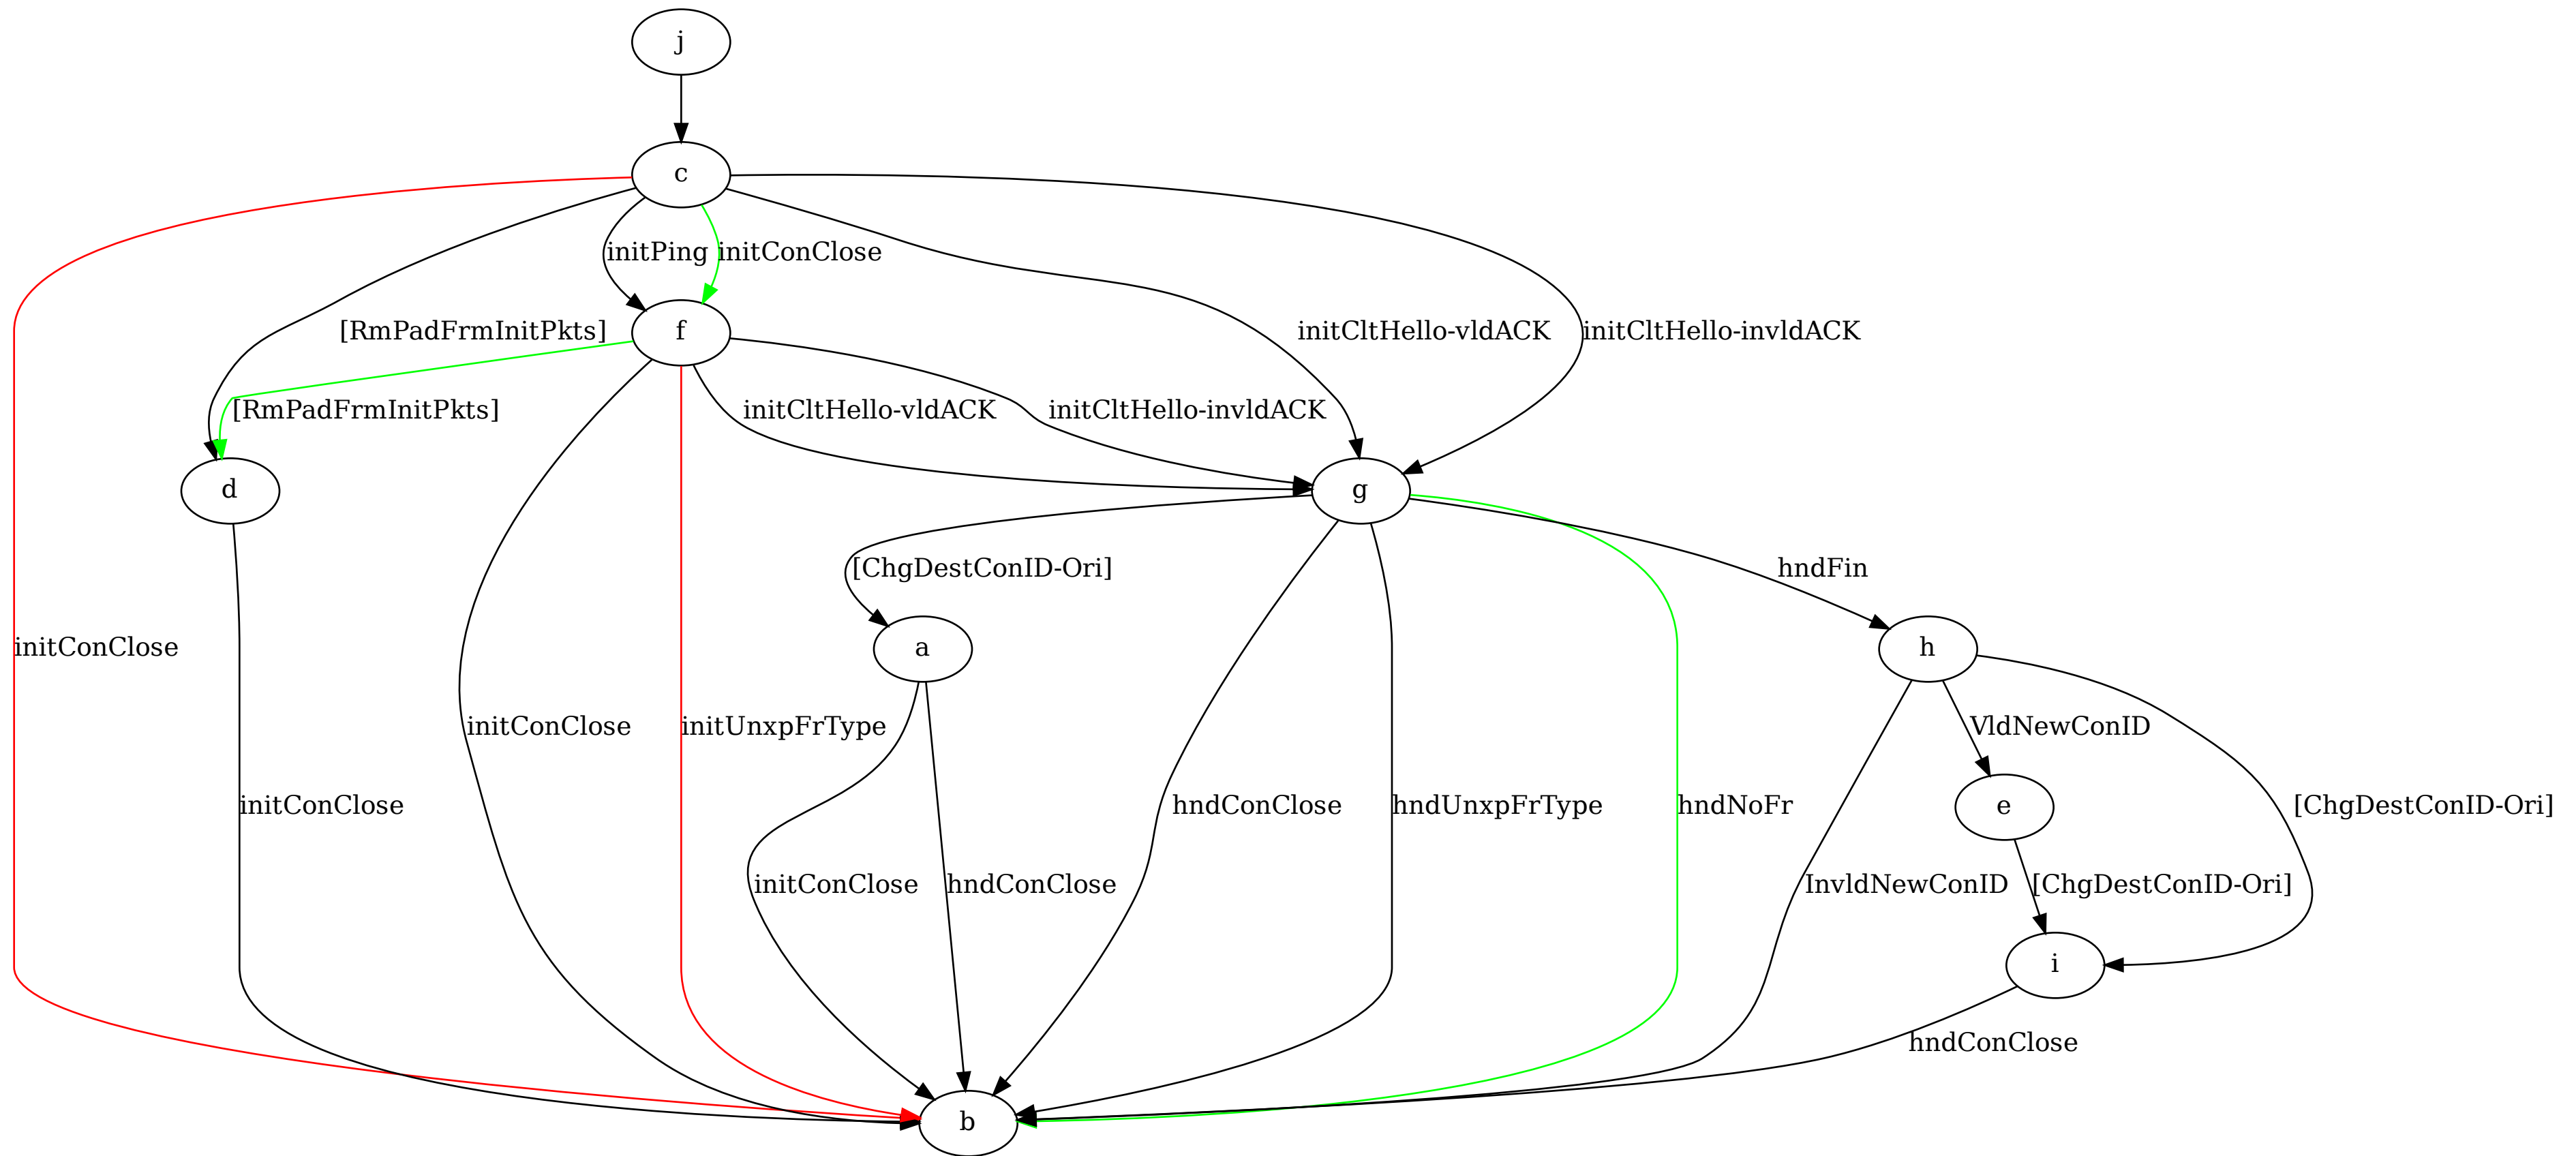 j
c
initPing
initConClose
[RmPadFrmInitPkts]
f
initCltHello-vldACK
initCltHello-invldACK
[RmPadFrmInitPkts]
initCltHello-vldACK
initCltHello-invldACK
d
g
[ChgDestConID-Ori]
hndFin
initConClose
a
h
initConClose
initUnxpFrType
VldNewConID
initConClose
hndConClose
hndUnxpFrType
hndNoFr
e
[ChgDestConID-Ori]
initConClose
hndConClose
InvldNewConID
[ChgDestConID-Ori]
i
hndConClose
b